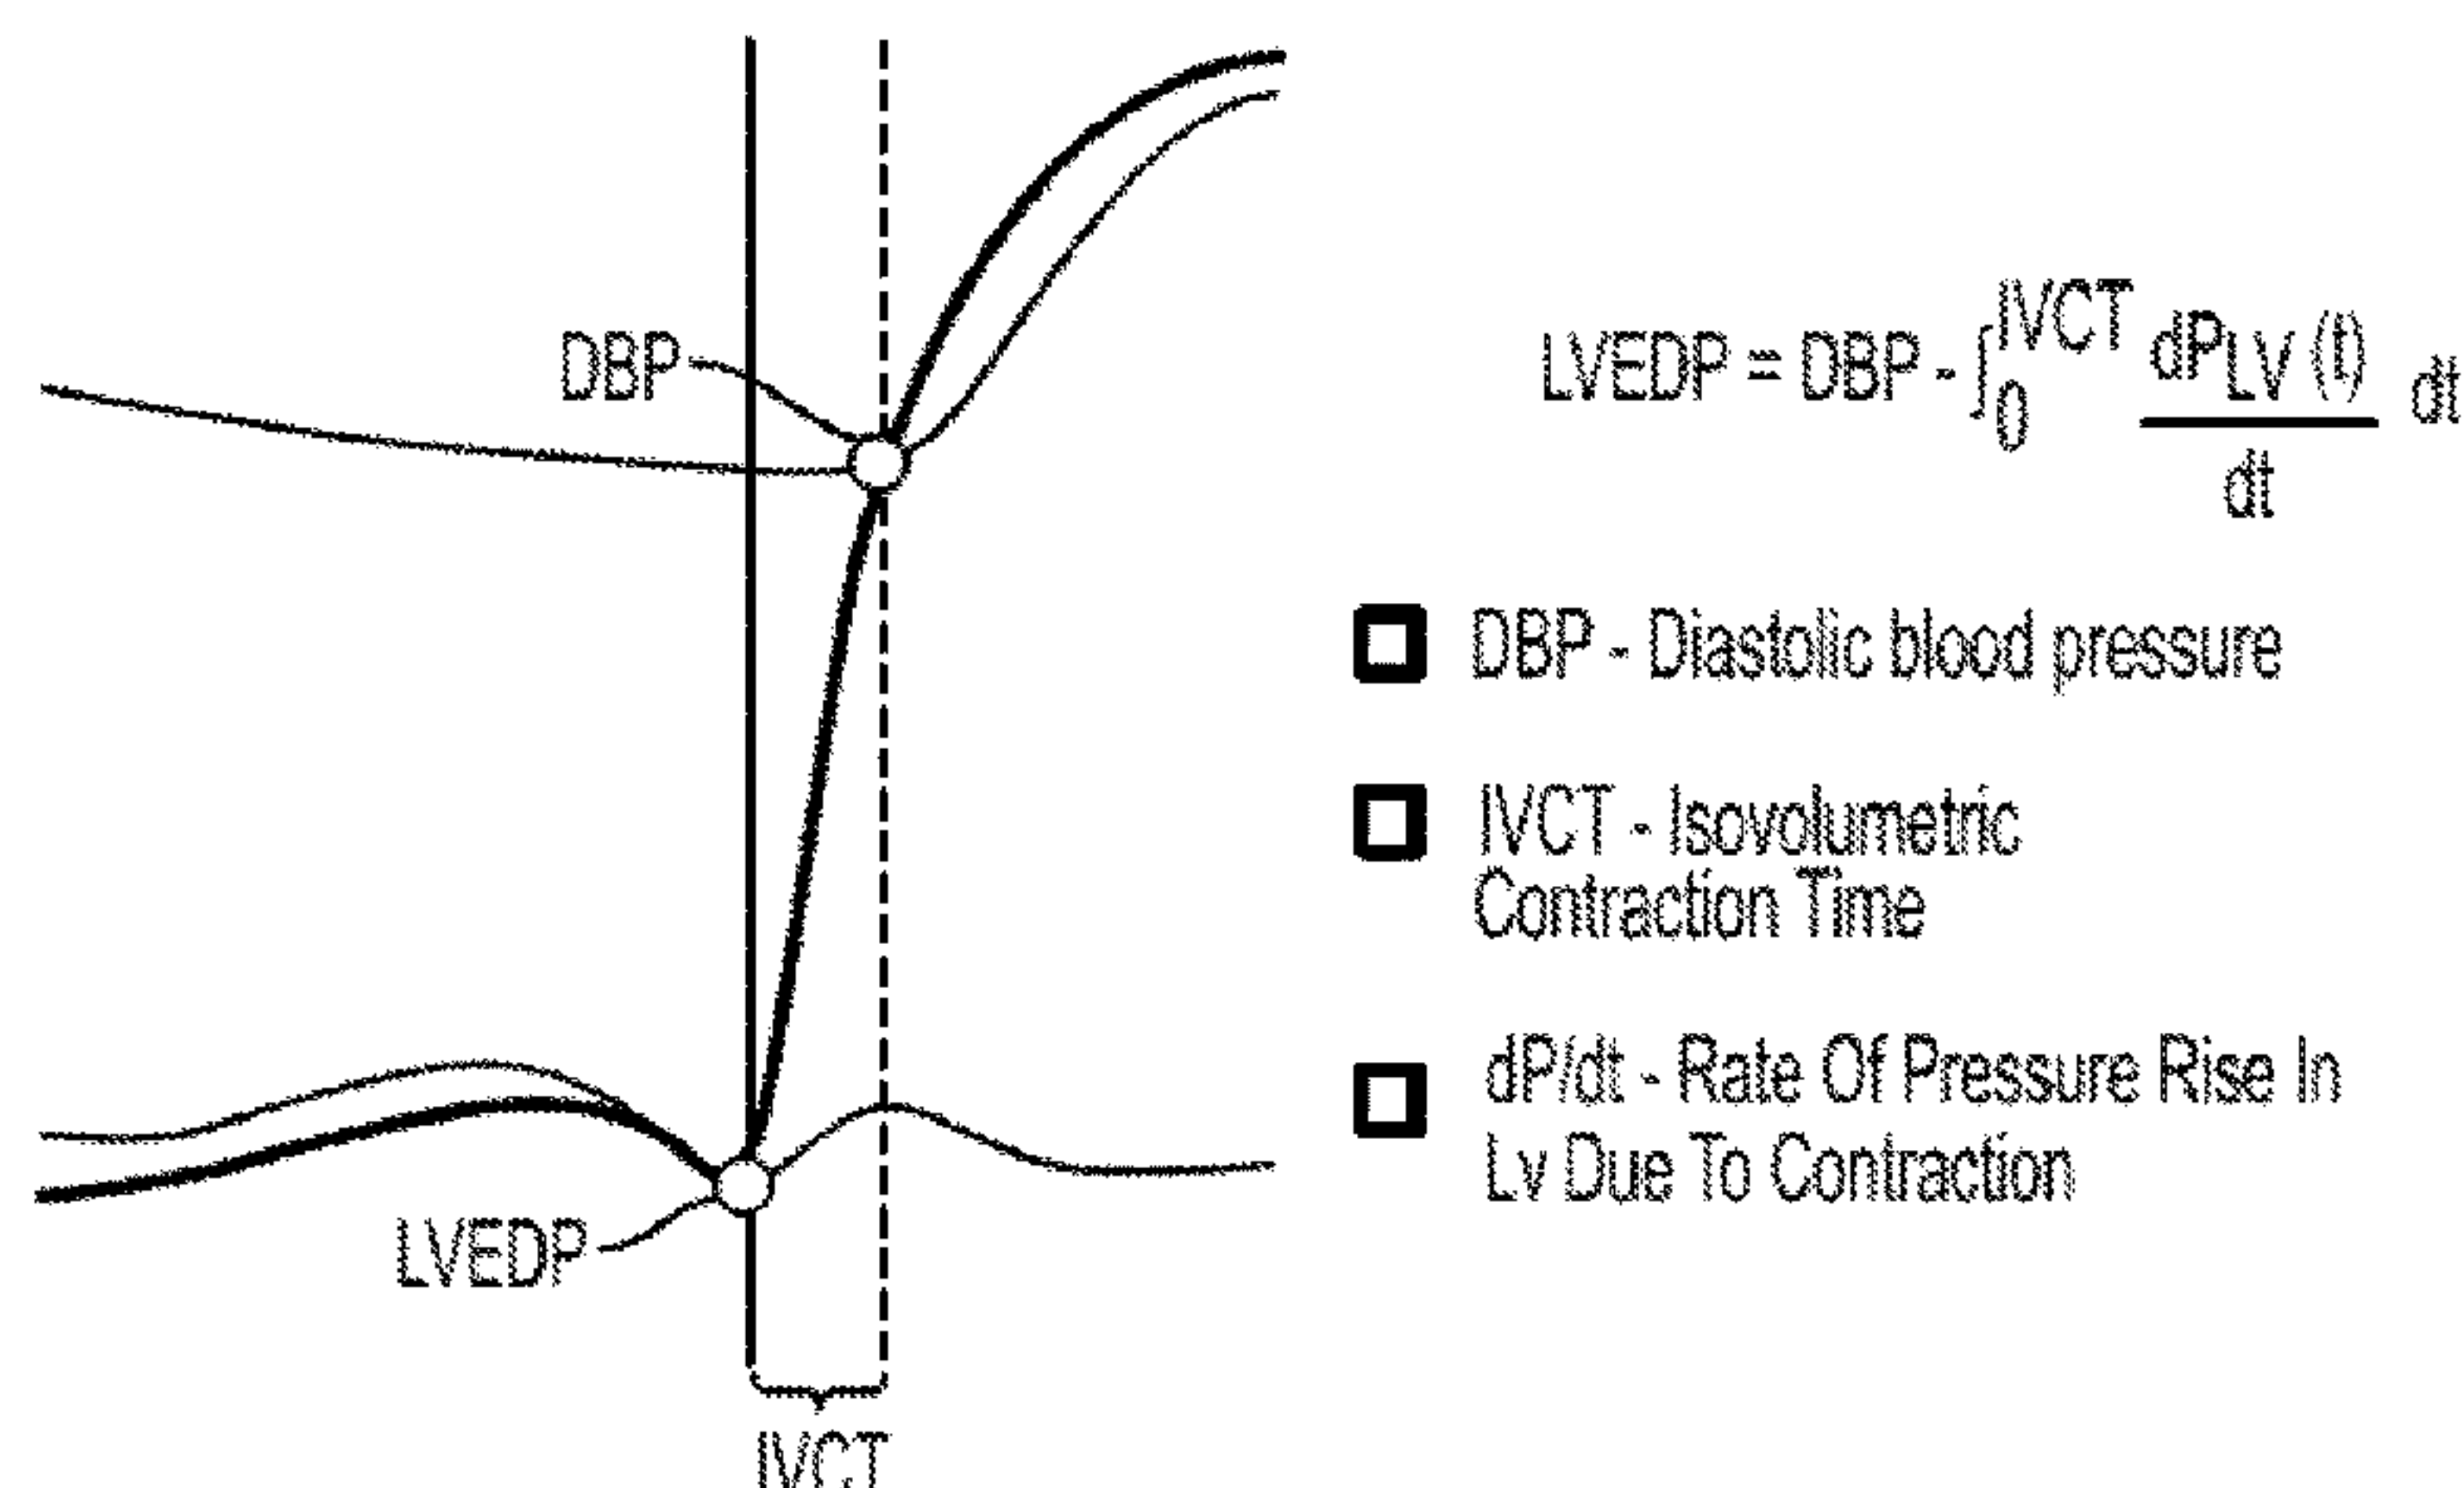 DBP
LVEDP
IVCT
LVEDP = DBP - ∫0^IVCT dPLV (t) / dt dt
DBP - Diastolic blood pressure
IVCT - Isovolumetric
Contraction Time
dP/dt - Rate Of Pressure Rise In
Lv Due To Contraction